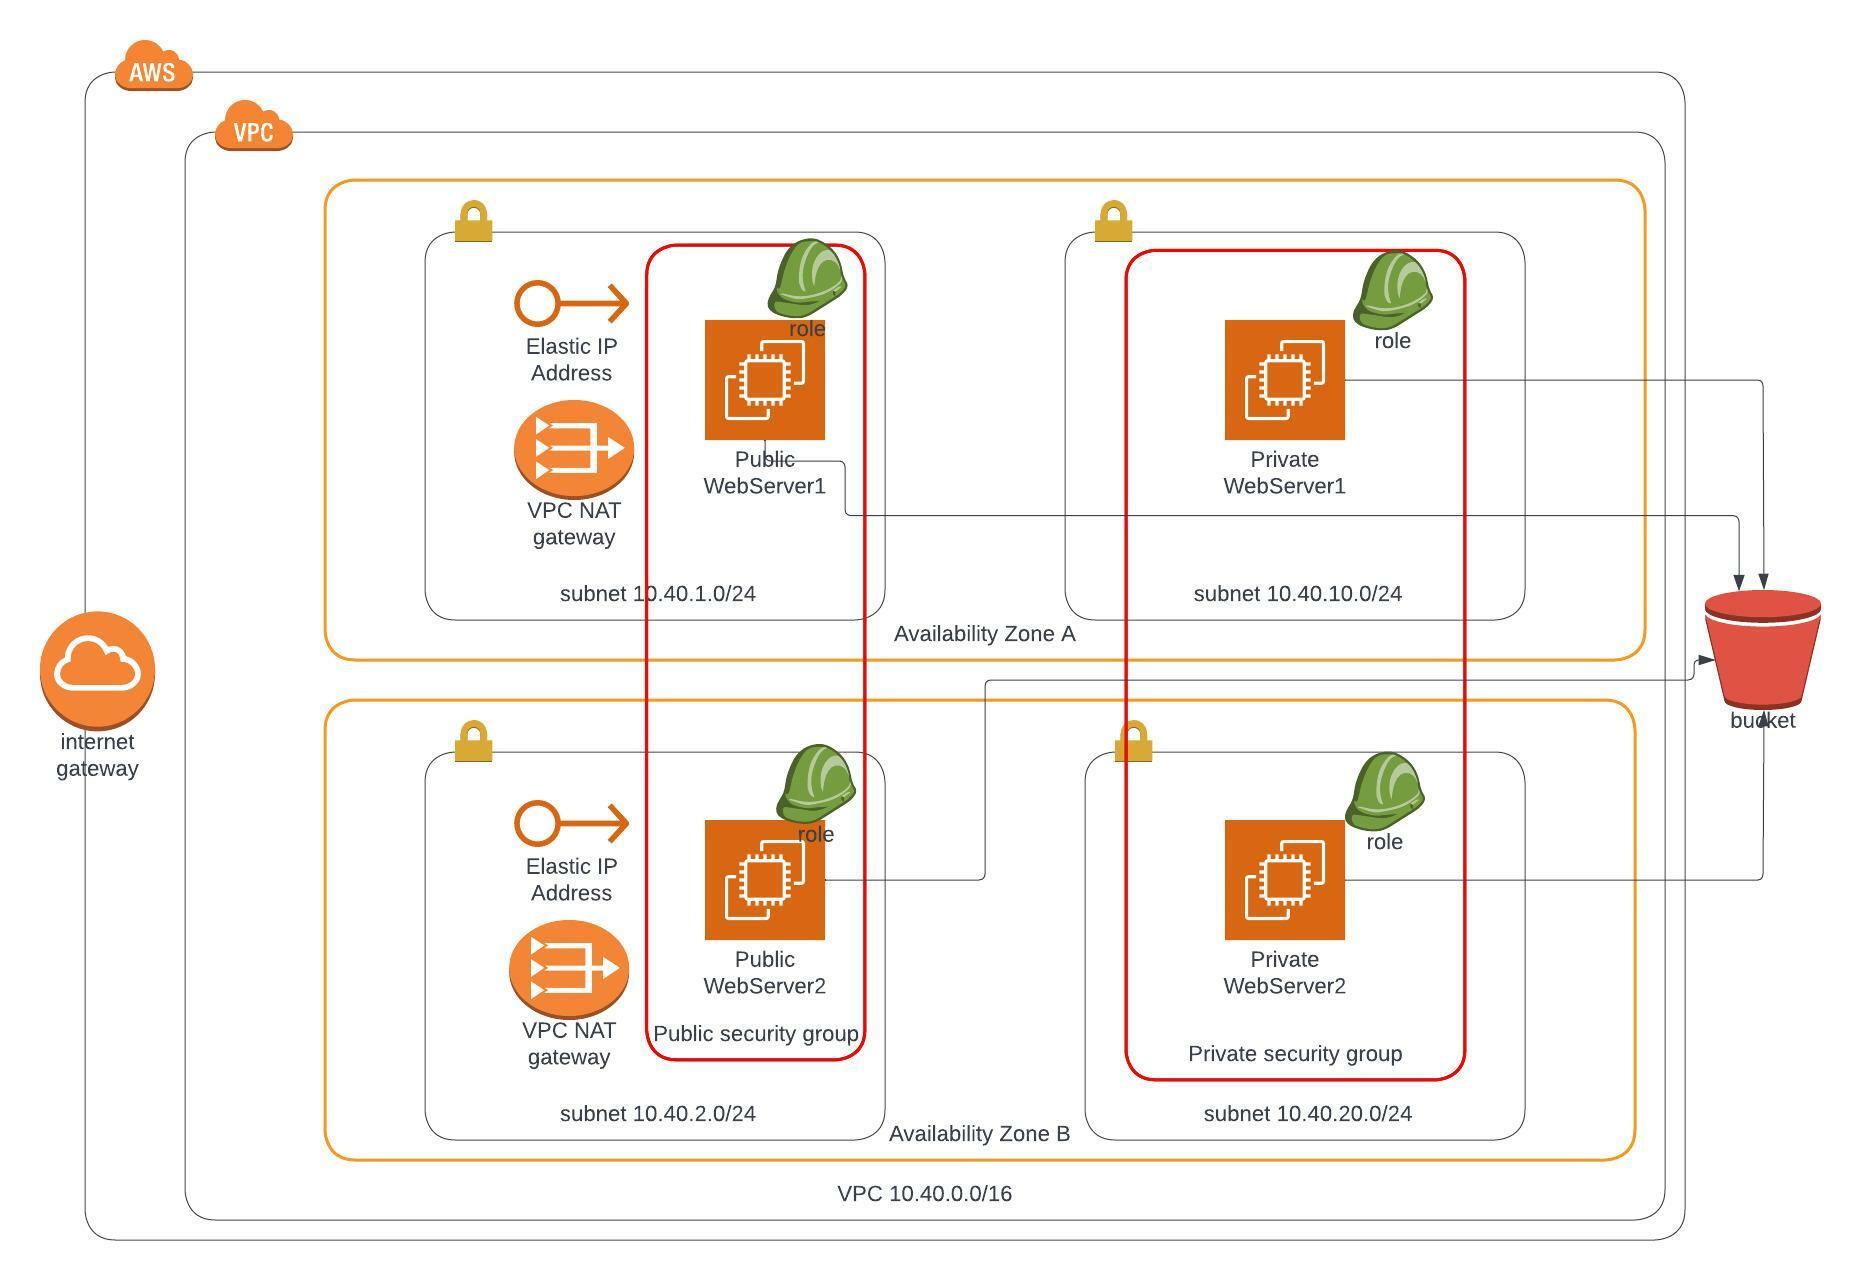 AWS
VPC
role
role
Elastic IP
Address
Public
WebServer1
Private
WebServer1
VPC NAT
gateway
subnet 10.40.1.0/24
subnet 10.40.10.0/24
Availability Zone A
internet
gateway
bucket
role
role
Elastic IP
Address
Public
WebServer2
Private
WebServer2
VPC NAT
gateway
Public security group
Private security group
subnet 10.40.2.0/24
subnet 10.40.20.0/24
Availability Zone B
VPC 10.40.0.0/16